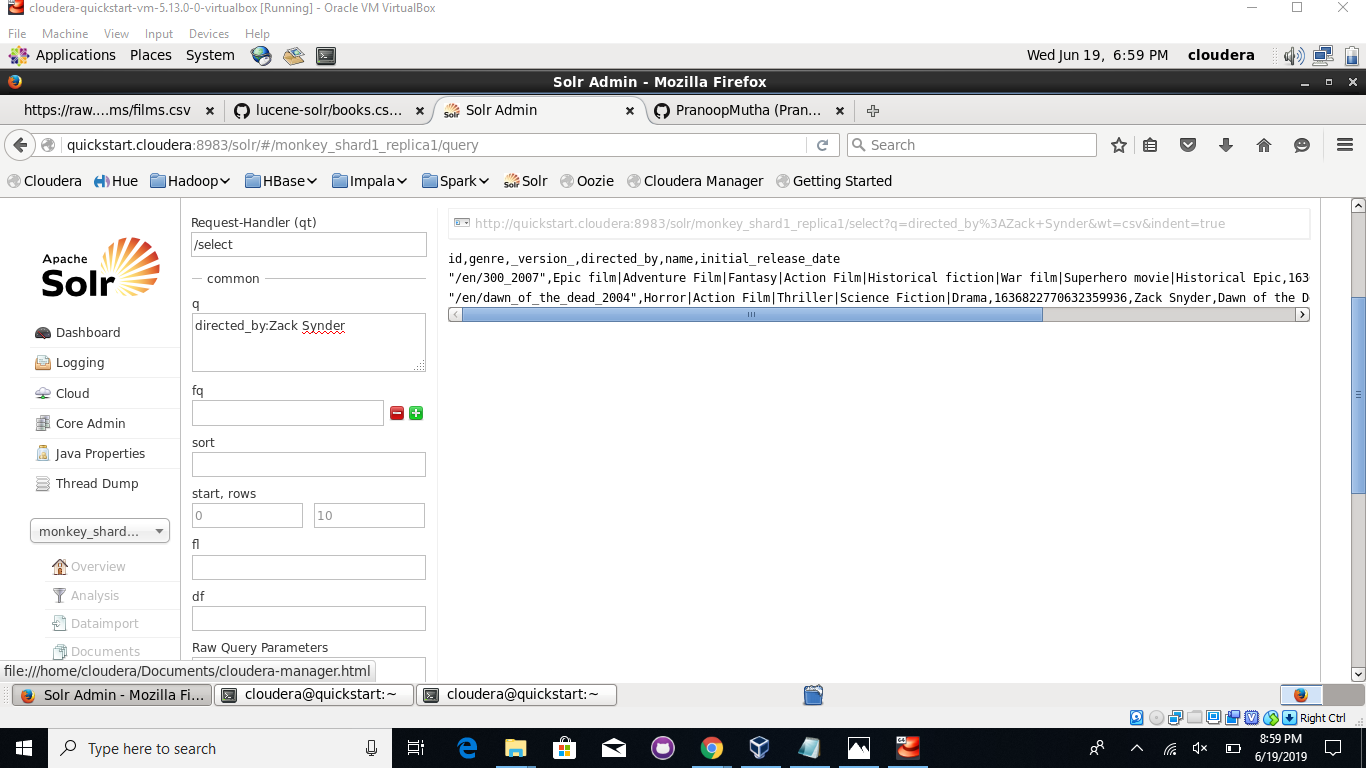 cloudera-quickstart-vm-5.13.0-0-virtualbox [Running] - Oracle VM VirtualBox
File Machine View Input Devices Help
Applications Places System Wed Jun 19, 6:59 PM cloudera
Solr Admin - Mozilla Firefox
https://raw....ms/films.csv lucene-solr/books.cs... Solr Admin PranoopMutha (Pran...
quickstart.cloudera:8983/solr/#/monkey_shard1_replica1/query Search
Cloudera Hue Hadoop HBase Impala Spark Solr Oozie Cloudera Manager Getting Started
Apache
Solr
Dashboard
Logging
Cloud
Core Admin
Java Properties
Thread Dump
monkey_shard...
Overview
Analysis
Dataimport
Documents
Request-Handler (qt)
/select
common
q
directed_by:Zack Synder
fq
sort
start, rows
0 10
fl
df
Raw Query Parameters
http://quickstart.cloudera:8983/solr/monkey_shard1_replica1/select?q=directed_by%3AZack+Synder&wt=csv&indent=true
id,genre,_version_,directed_by,name,initial_release_date
"/en/300_2007",Epic film|Adventure Film|Fantasy|Action Film|Historical fiction|War film|Superhero movie|Historical Epic,163
"/en/dawn_of_the_dead_2004",Horror|Action Film|Thriller|Science Fiction|Drama,1636822770632359936,Zack Snyder,Dawn of the D
file:///home/cloudera/Documents/cloudera-manager.html
Solr Admin - Mozilla Fi... cloudera@quickstart:~ cloudera@quickstart:~
Right Ctrl
Type here to search
8:59 PM
6/19/2019